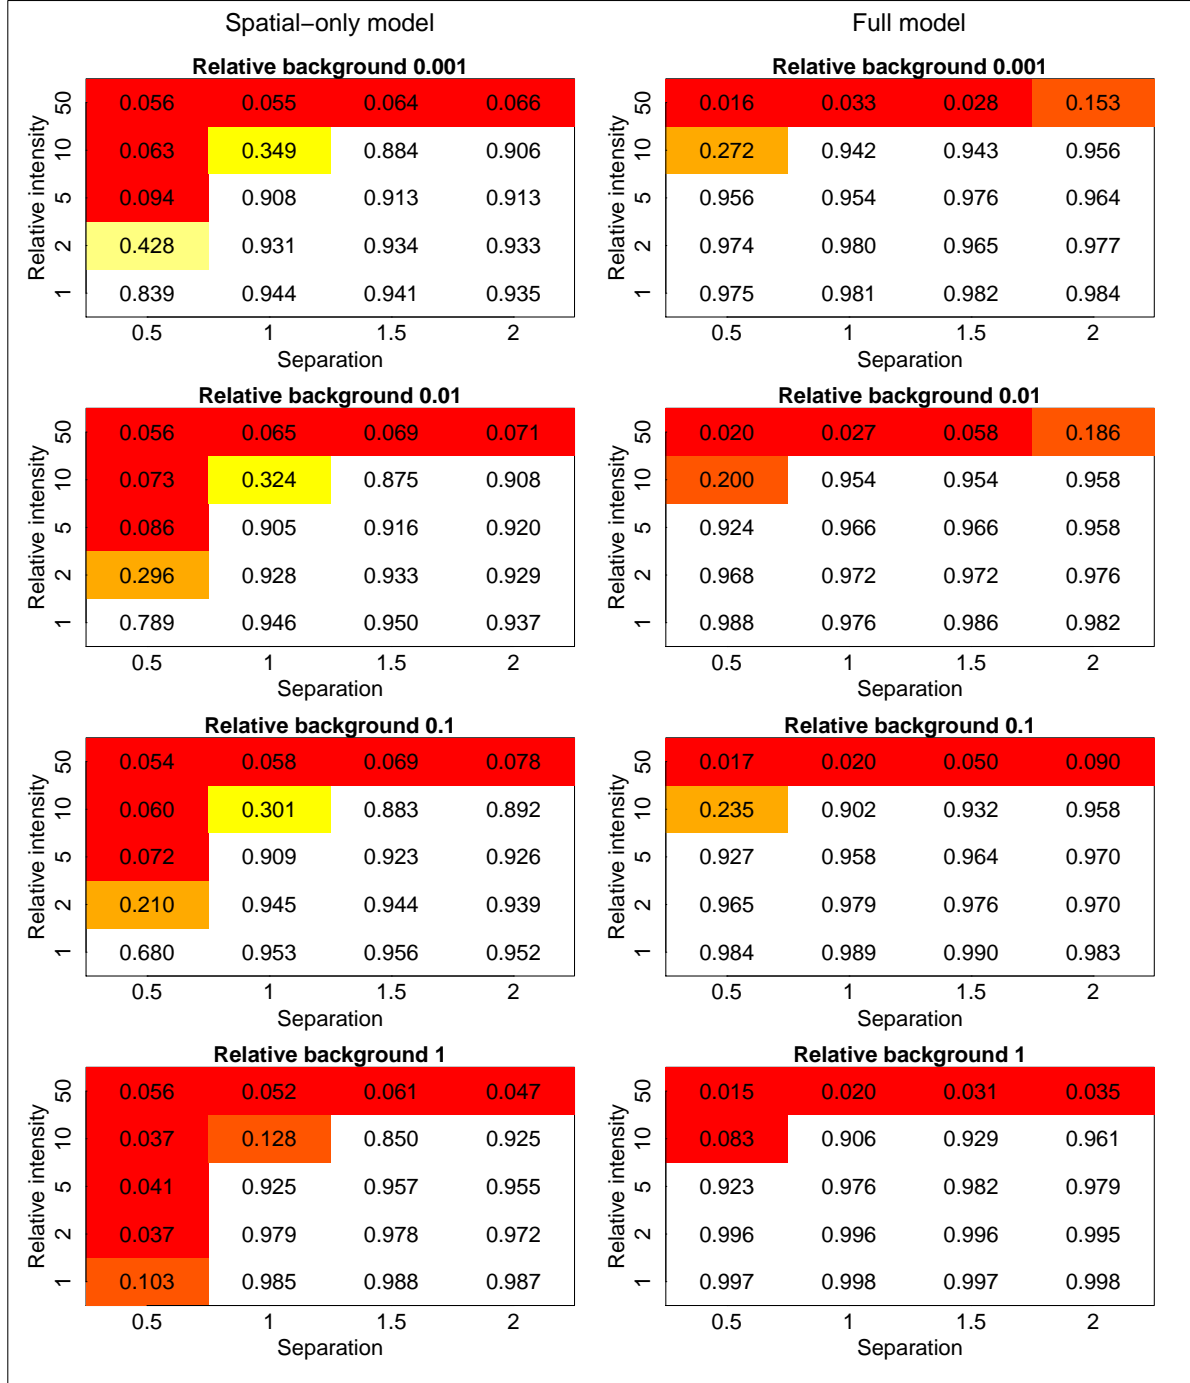 Spatial−only model Full model
Relative background 0.001 Relative background 0.001
50 0.056 0.055 0.064 0.066 50 0.016 0.033 0.028 0.153
10 0.063 0.349 0.884 0.906 10 0.272 0.942 0.943 0.956
5 0.094 0.908 0.913 0.913 5 0.956 0.954 0.976 0.964
2 0.428 0.931 0.934 0.933 2 0.974 0.980 0.965 0.977
1 0.839 0.944 0.941 0.935 1 0.975 0.981 0.982 0.984
Relative intensity Relative intensity
0.5 1 1.5 2 0.5 1 1.5 2
Separation Separation
Relative background 0.01 Relative background 0.01
50 0.056 0.065 0.069 0.071 50 0.020 0.027 0.058 0.186
10 0.073 0.324 0.875 0.908 10 0.200 0.954 0.954 0.958
5 0.086 0.905 0.916 0.920 5 0.924 0.966 0.966 0.958
2 0.296 0.928 0.933 0.929 2 0.968 0.972 0.972 0.976
1 0.789 0.946 0.950 0.937 1 0.988 0.976 0.986 0.982
Relative intensity Relative intensity
0.5 1 1.5 2 0.5 1 1.5 2
Separation Separation
Relative background 0.1 Relative background 0.1
50 0.054 0.058 0.069 0.078 50 0.017 0.020 0.050 0.090
10 0.060 0.301 0.883 0.892 10 0.235 0.902 0.932 0.958
5 0.072 0.909 0.923 0.926 5 0.927 0.958 0.964 0.970
2 0.210 0.945 0.944 0.939 2 0.965 0.979 0.976 0.970
1 0.680 0.953 0.956 0.952 1 0.984 0.989 0.990 0.983
Relative intensity Relative intensity
0.5 1 1.5 2 0.5 1 1.5 2
Separation Separation
Relative background 1 Relative background 1
50 0.056 0.052 0.061 0.047 50 0.015 0.020 0.031 0.035
10 0.037 0.128 0.850 0.925 10 0.083 0.906 0.929 0.961
5 0.041 0.925 0.957 0.955 5 0.923 0.976 0.982 0.979
2 0.037 0.979 0.978 0.972 2 0.996 0.996 0.996 0.995
1 0.103 0.985 0.988 0.987 1 0.997 0.998 0.997 0.998
Relative intensity Relative intensity
0.5 1 1.5 2 0.5 1 1.5 2
Separation Separation